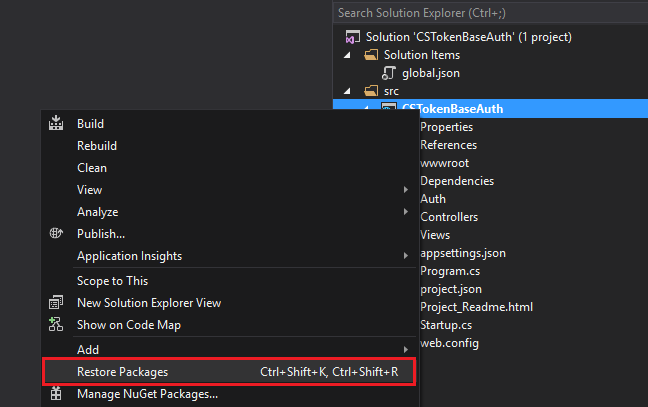 Search Solution Explorer (Ctrl+;)
Solution 'CSTokenBaseAuth' (1 project)
Solution Items
global.json
src
CSTokenBaseAuth
Properties
References
wwwroot
Dependencies
Auth
Controllers
Views
appsettings.json
Program.cs
project.json
Project_Readme.html
Startup.cs
web.config
Build
Rebuild
Clean
View
Analyze
Publish...
Application Insights
Scope to This
New Solution Explorer View
Show on Code Map
Add
Restore Packages Ctrl+Shift+K, Ctrl+Shift+R
Manage NuGet Packages...